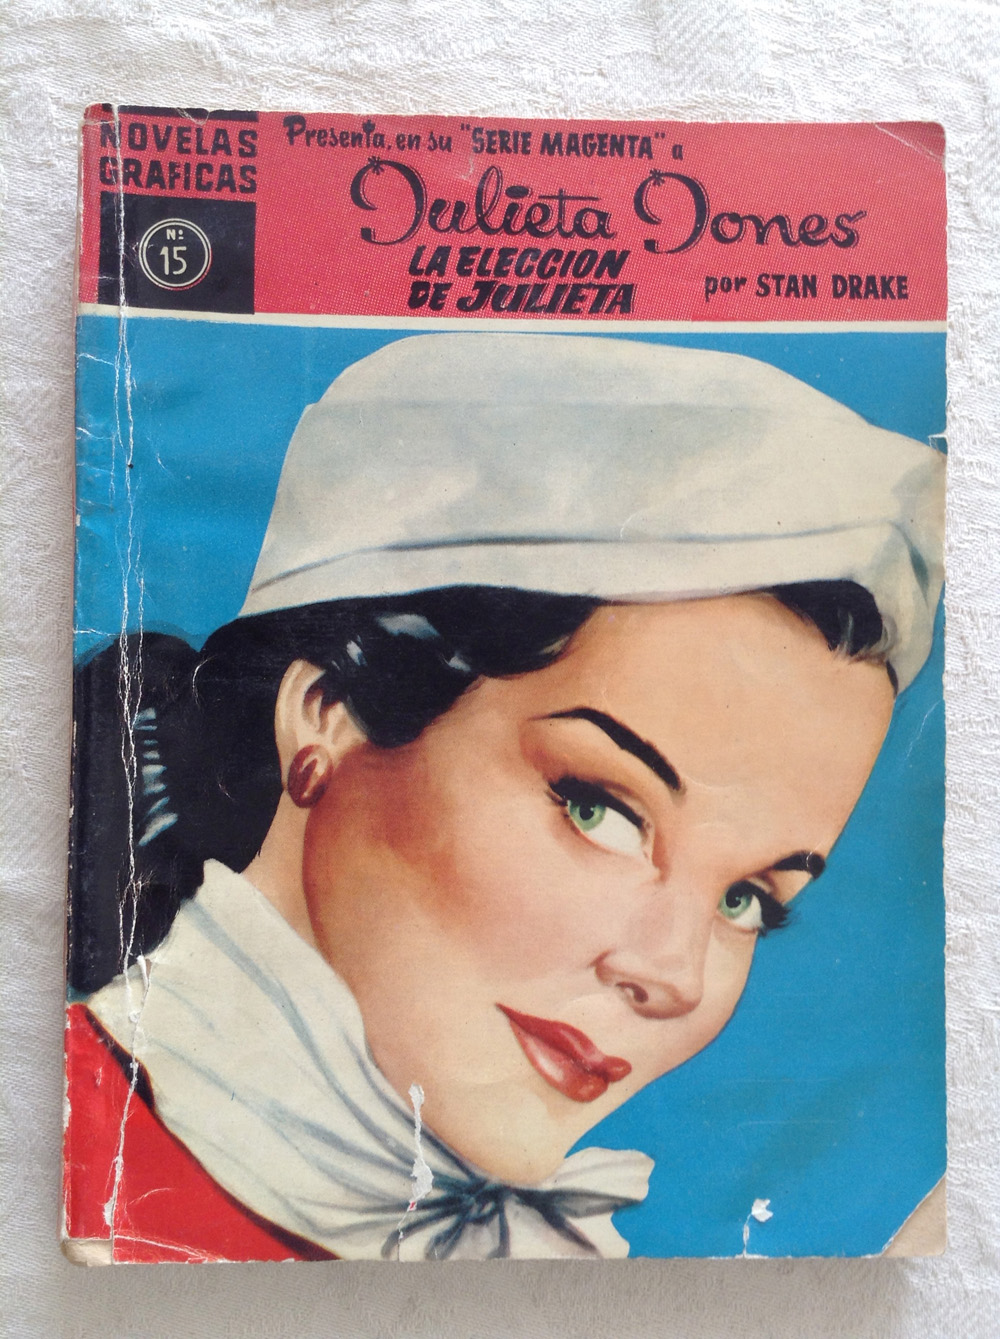 NOVELAS
GRAFICAS
Nº
15
Presenta, en su "SERIE MAGENTA" a
Julieta Jones
LA ELECCION
DE JULIETA
por STAN DRAKE